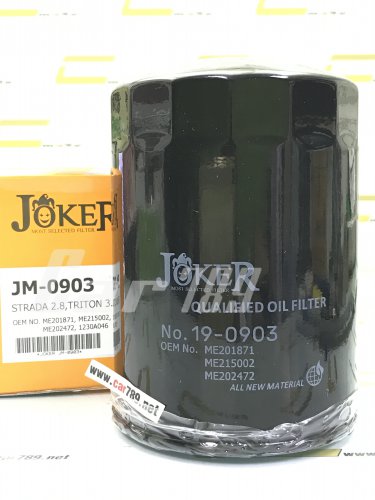 JOKER
MOST SELECTED FILTER
JM-0903
STRADA 2.8,TRITON 3.
OEM NO. ME201871, ME215002,
ME202472, 1230A046
JOKER
MOST SELECTED FILTER
QUALIFIED OIL FILTER
No. 19-0903
OEM No. ME201871
ME215002
ME202472
ALL NEW MATERIAL
www.car789.net